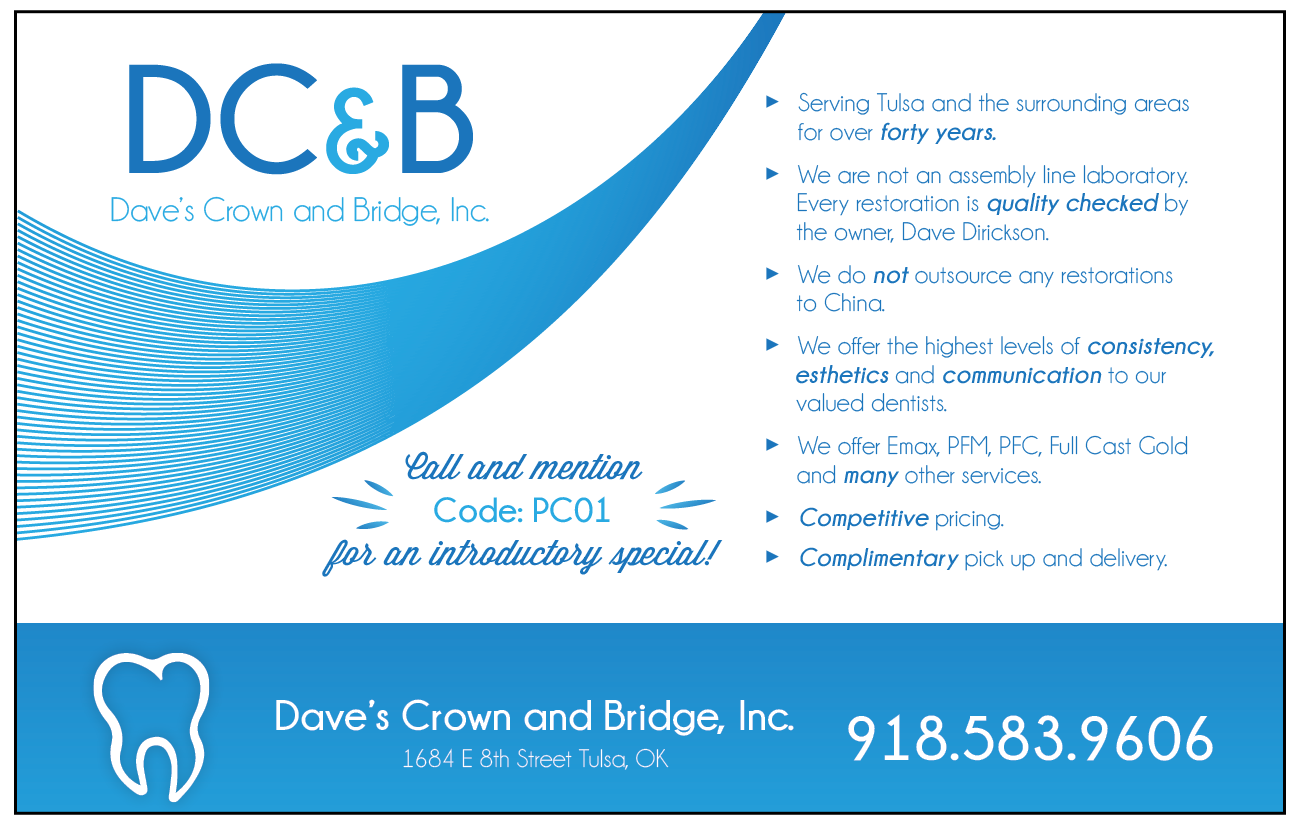 DC&B
Dave's Crown and Bridge, Inc.
► Serving Tulsa and the surrounding areas
for over forty years.
► We are not an assembly line laboratory.
Every restoration is quality checked by
the owner, Dave Dirickson.
► We do not outsource any restorations
to China.
► We offer the highest levels of consistency,
esthetics and communication to our
valued dentists.
► We offer Emax, PFM, PFC, Full Cast Gold
and many other services.
► Competitive pricing.
► Complimentary pick up and delivery.
Call and mention
Code: PC01
for an introductory special!
Dave's Crown and Bridge, Inc.
1684 E 8th Street Tulsa, OK
918.583.9606